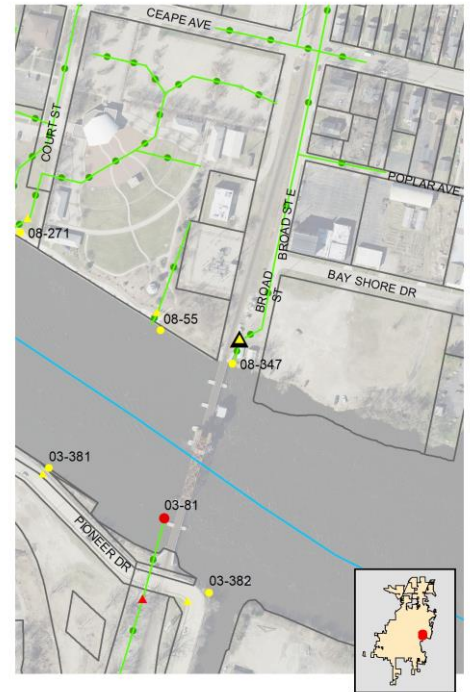 CEAPE AVE
COURT ST
BROAD ST E
POPLAR AVE
08-271
BROAD
ST
BAY SHORE DR
08-55
08-347
03-381
03-81
PIONEER DR
03-382